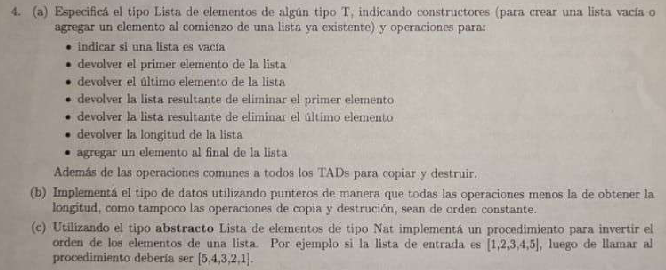 4. (a) Especificá el tipo Lista de elementos de algún tipo T, indicando constructores (para crear una lista vacía o
agregar un elemento al comienzo de una lista ya existente) y operaciones para:
• indicar si una lista es vacía
• devolver el primer elemento de la lista
• devolver el último elemento de la lista
• devolver la lista resultante de eliminar el primer elemento
• devolver la lista resultante de eliminar el último elemento
• devolver la longitud de la lista
• agregar un elemento al final de la lista
Además de las operaciones comunes a todos los TADs para copiar y destruir.
(b) Implementá el tipo de datos utilizando punteros de manera que todas las operaciones menos la de obtener la
longitud, como tampoco las operaciones de copia y destrución, sean de orden constante.
(c) Utilizando el tipo abstracto Lista de elementos de tipo Nat implementá un procedimiento para invertir el
orden de los elementos de una lista. Por ejemplo si la lista de entrada es [1,2,3,4,5], luego de llamar al
procedimiento debería ser [5,4,3,2,1].